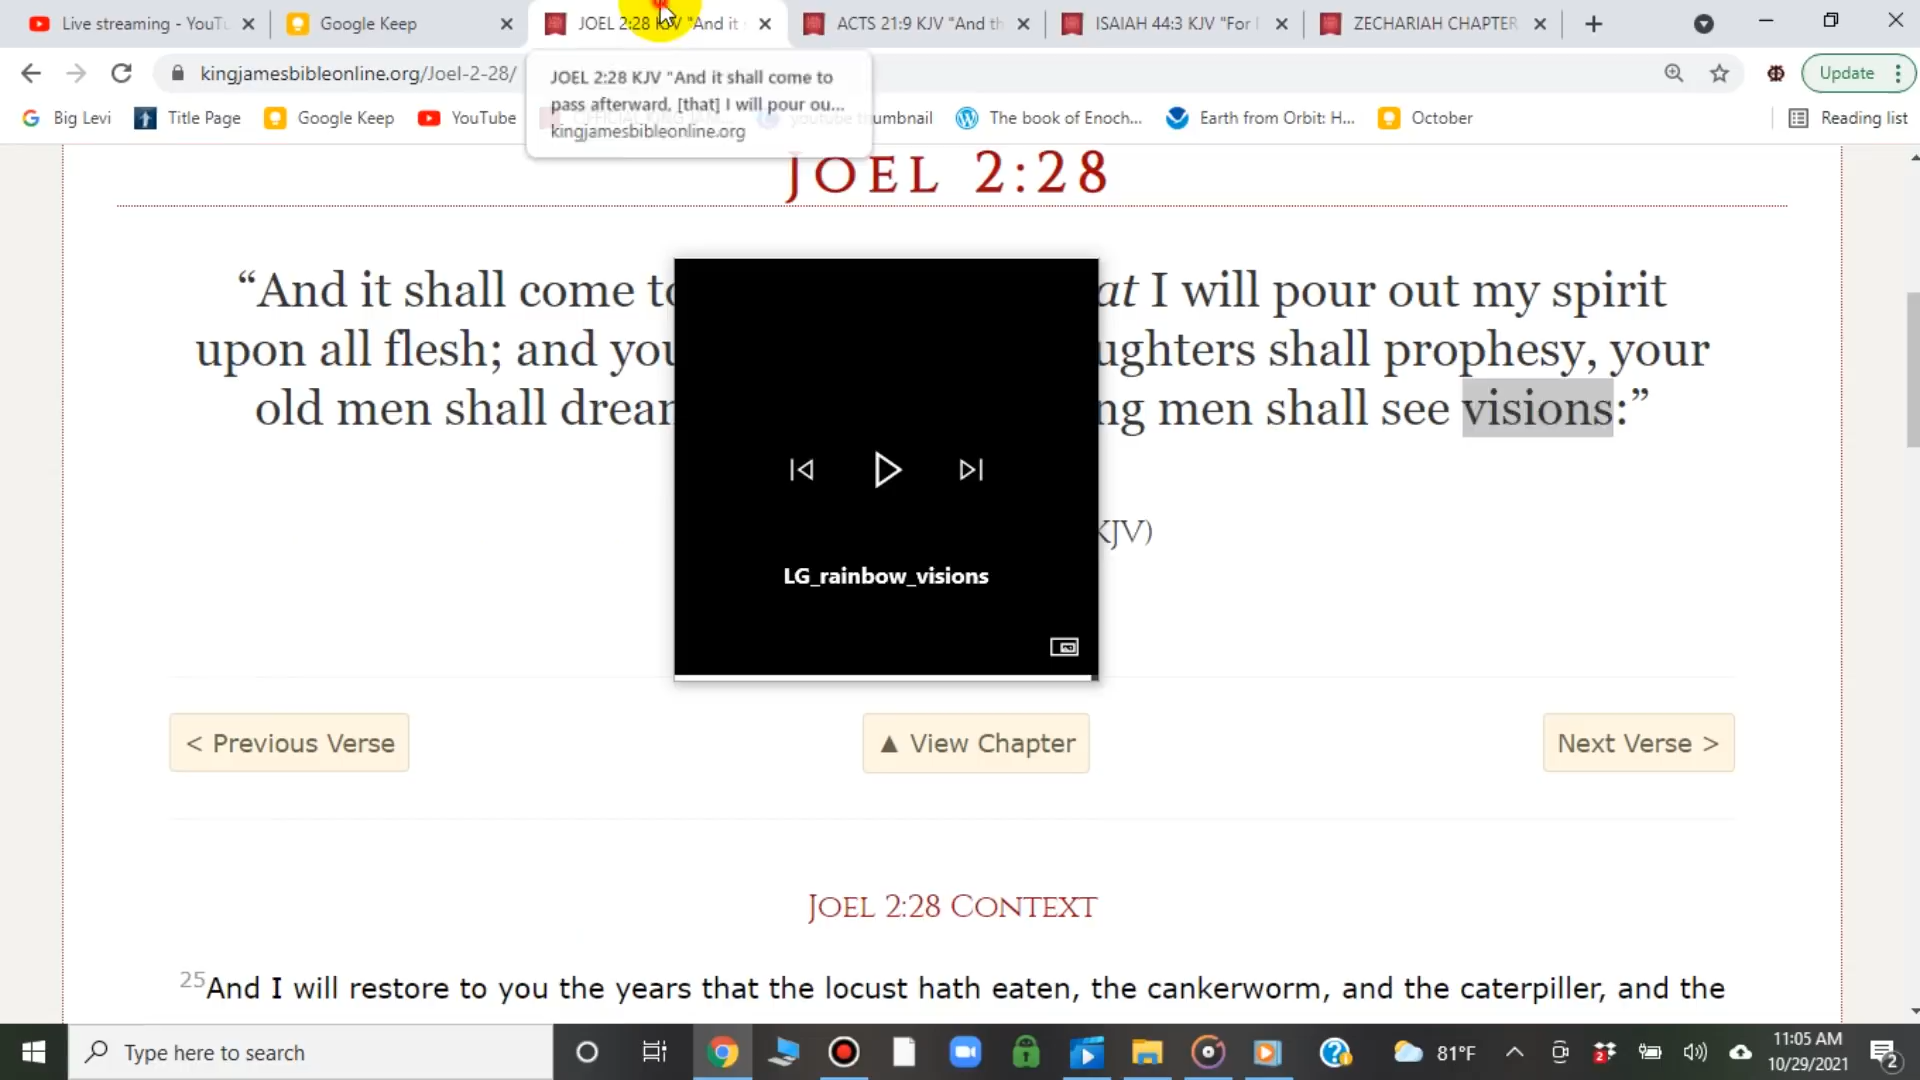 Live streaming - YouTu
Google Keep
JOEL 2:28 KJV "And it s
ACTS 21:9 KJV "And th
ISAIAH 44:3 KJV "For I
ZECHARIAH CHAPTER
kingjamesbibleonline.org/Joel-2-28/
Update
JOEL 2:28 KJV "And it shall come to
pass afterward, [that] I will pour ou...
kingjamesbibleonline.org
Big Levi
Title Page
Google Keep
YouTube
youtube thumbnail
The book of Enoch...
Earth from Orbit: H...
October
Reading list
JOEL 2:28
“And it shall come to at I will pour out my spirit
upon all flesh; and you ughters shall prophesy, your
old men shall dream ng men shall see visions:”
KJV)
LG_rainbow_visions
< Previous Verse
▲ View Chapter
Next Verse >
JOEL 2:28 CONTEXT
25And I will restore to you the years that the locust hath eaten, the cankerworm, and the caterpiller, and the
Type here to search
81°F
11:05 AM
10/29/2021
2
2